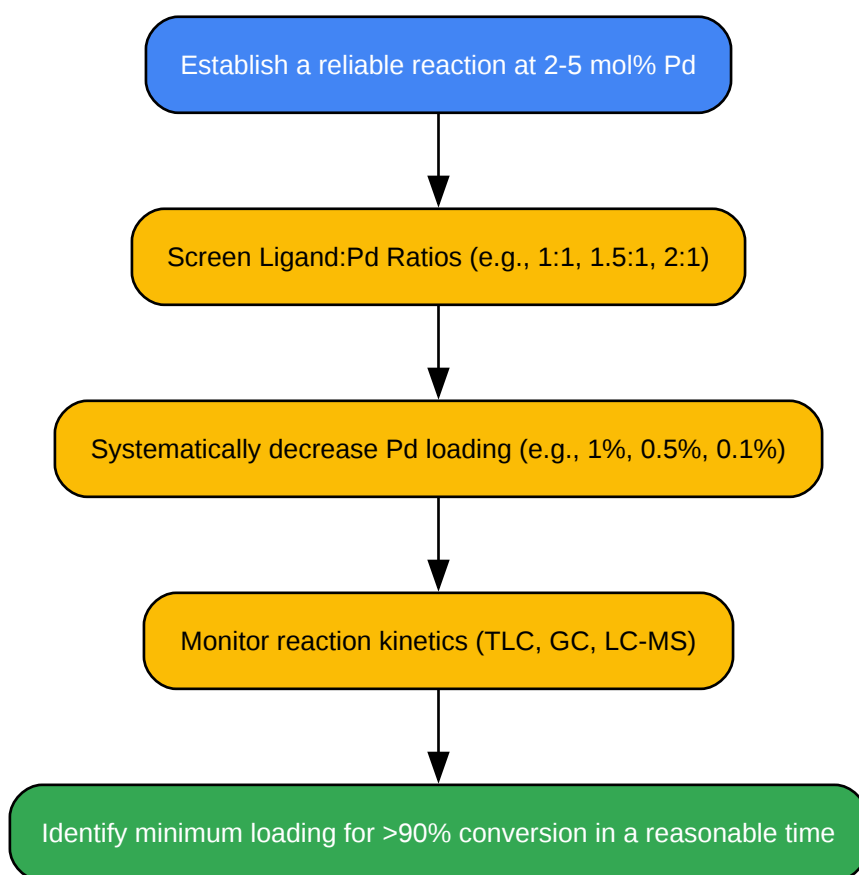 Establish a reliable reaction at 2-5 mol% Pd
Screen Ligand:Pd Ratios (e.g., 1:1, 1.5:1, 2:1)
Systematically decrease Pd loading (e.g., 1%, 0.5%, 0.1%)
Monitor reaction kinetics (TLC, GC, LC-MS)
Identify minimum loading for >90% conversion in a reasonable time